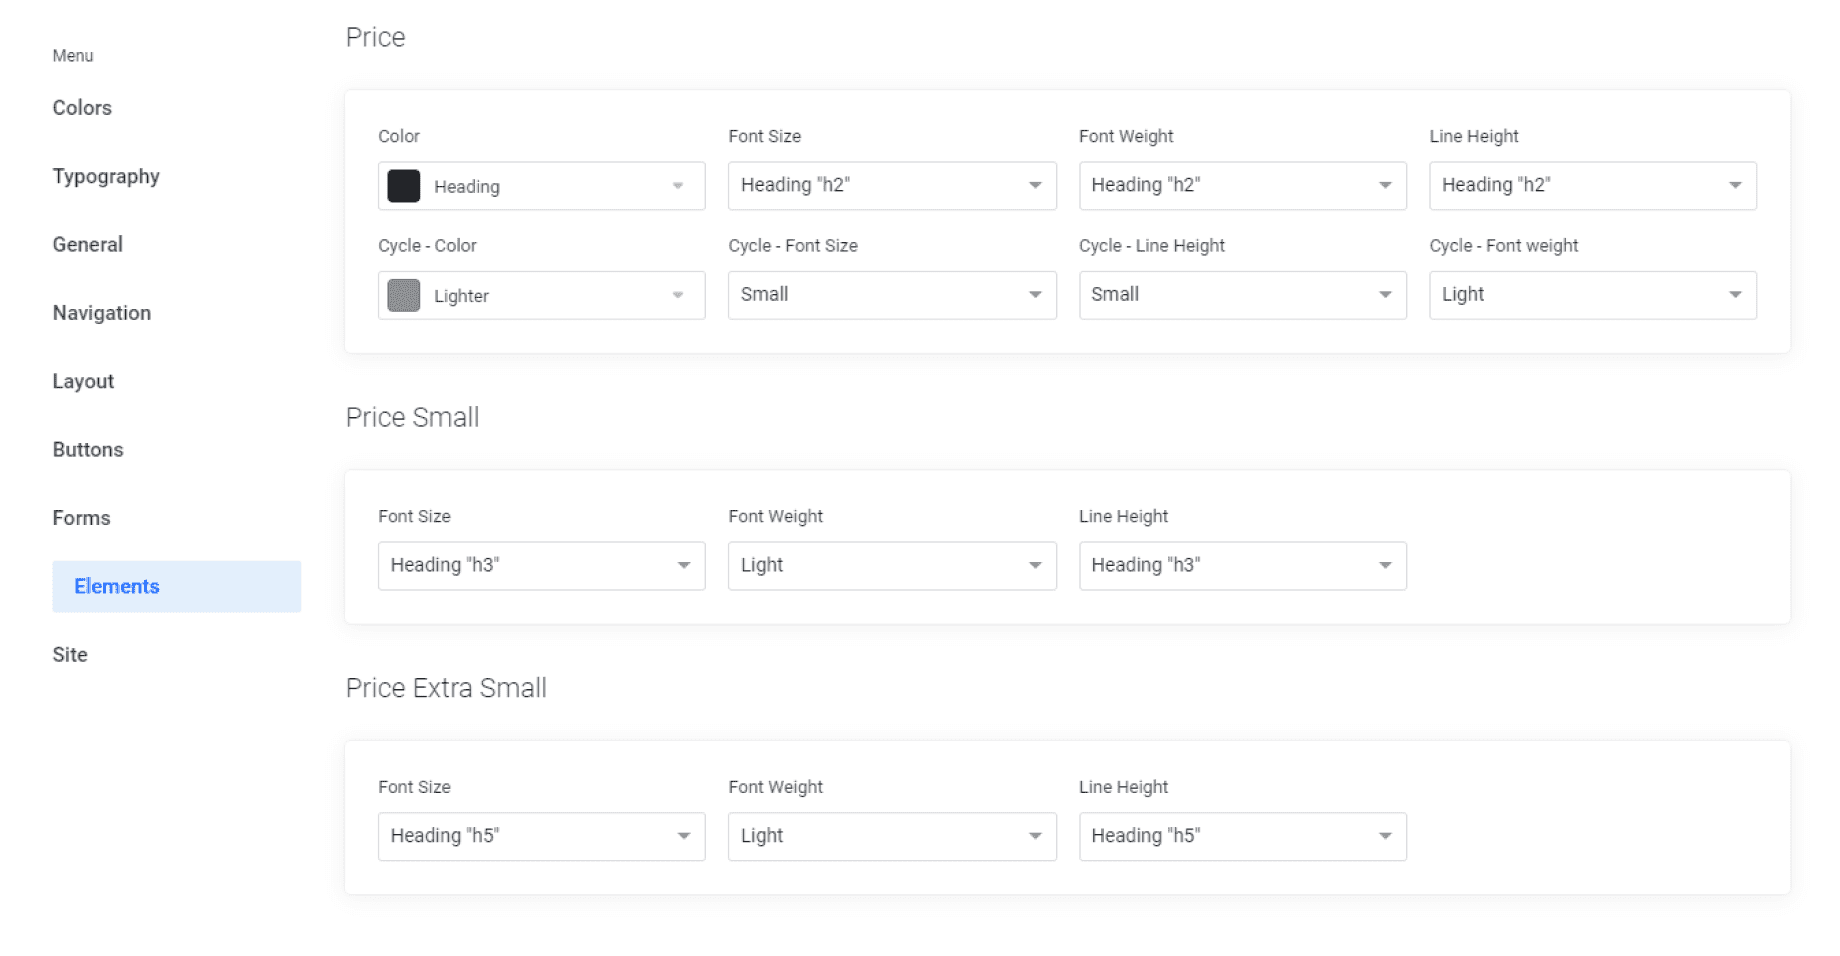 Menu
Colors
Typography
General
Navigation
Layout
Buttons
Forms
Elements
Site
Price
Color
Font Size
Font Weight
Line Height
Heading
Heading "h2"
Heading "h2"
Heading "h2"
Cycle - Color
Cycle - Font Size
Cycle - Line Height
Cycle - Font weight
Lighter
Small
Small
Light
Price Small
Font Size
Font Weight
Line Height
Heading "h3"
Light
Heading "h3"
Price Extra Small
Font Size
Font Weight
Line Height
Heading "h5"
Light
Heading "h5"